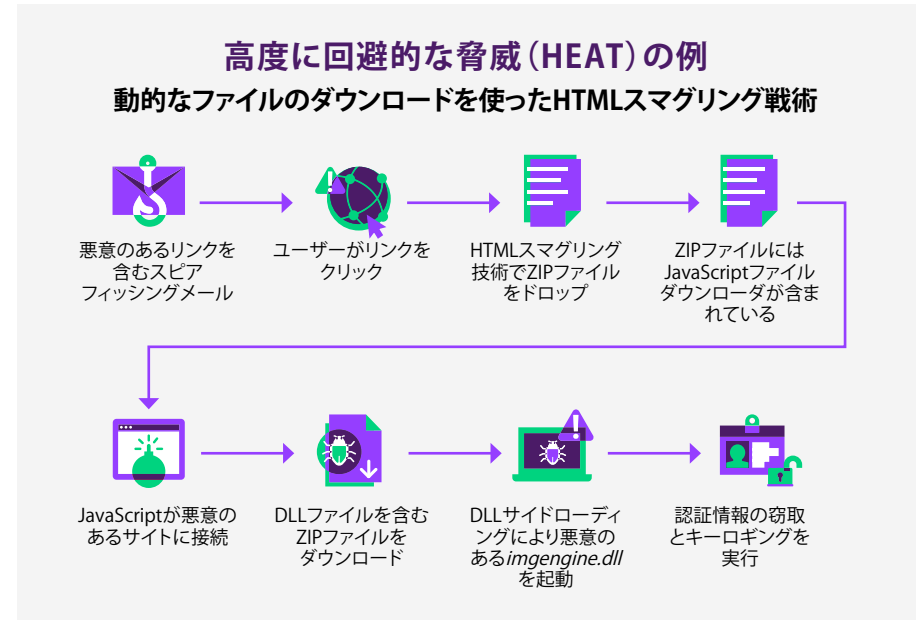 高度に回避的な脅威（HEAT）の例
動的なファイルのダウンロードを使ったHTMLスマグリング戦術
悪意のあるリンクを
含むスピア
フィッシングメール
ユーザーがリンクを
クリック
HTMLスマグリング
技術でZIPファイル
をドロップ
ZIPファイルには
JavaScriptファイル
ダウンローダが含ま
れている
JavaScriptが悪意の
あるサイトに接続
DLLファイルを含む
ZIPファイルを
ダウンロード
DLLサイドローディ
ングにより悪意の
あるimgengine.dll
を起動
認証情報の窃取
とキーロギングを
実行